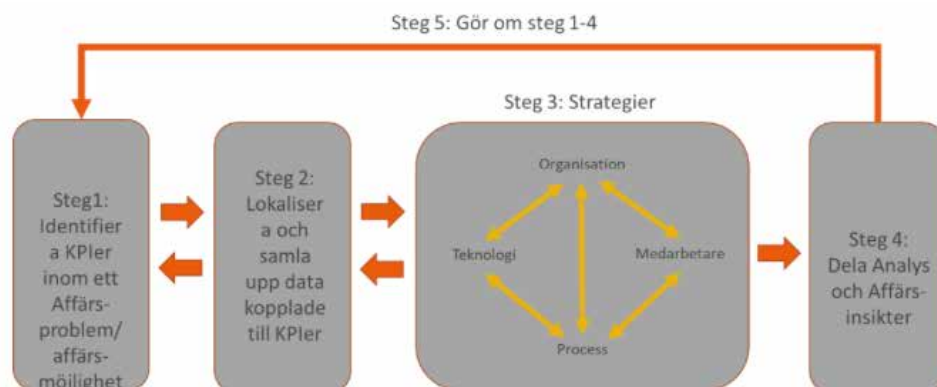 Steg 5: Gör om steg 1-4
Steg 3: Strategier
Steg1:
Identifier
a KPIer
inom ett
Affärs-
problem/
affärs-
möjlighet
Steg 2:
Lokaliser
a och
samla
upp data
kopplade
till KPIer
Organisation
Teknologi
Medarbetare
Process
Steg 4:
Dela Analys
och Affärs-
insikter